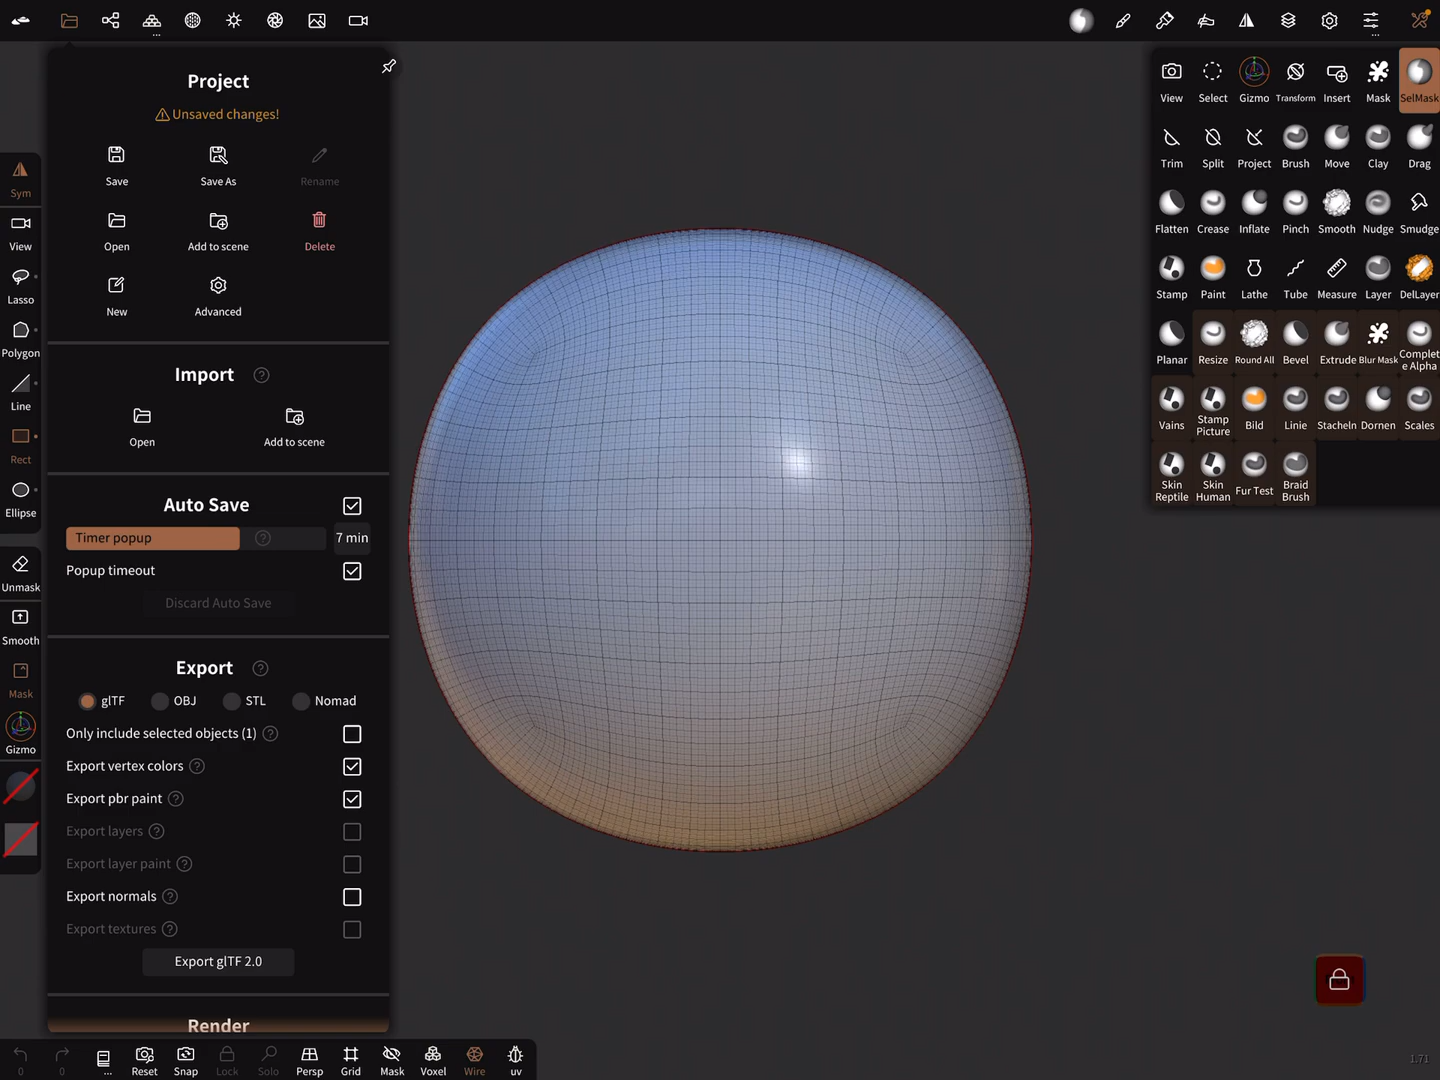 Project
Unsaved changes!
Save
Save As
Rename
Open
Add to scene
Delete
New
Advanced
Import
Open
Add to scene
Auto Save
Timer popup
7 min
Popup timeout
Discard Auto Save
Export
glTF
OBJ
STL
Nomad
Only include selected objects (1)
Export vertex colors
Export pbr paint
Export layers
Export layer paint
Export normals
Export textures
Export glTF 2.0
Render
Sym
View
Lasso
Polygon
Line
Rect
Ellipse
Unmask
Smooth
Mask
Gizmo
View
Select
Gizmo
Transform
Insert
Mask
SelMask
Trim
Split
Project
Brush
Move
Clay
Drag
Flatten
Crease
Inflate
Pinch
Smooth
Nudge
Smudge
Stamp
Paint
Lathe
Tube
Measure
Layer
DelLayer
Planar
Resize
Round All
Bevel
Extrude
Blur Mask
Complet
e Alpha
Vains
Stamp
Picture
Bild
Linie
Stacheln
Dornen
Scales
Skin
Reptile
Skin
Human
Fur Test
Braid
Brush
0
0
...
Reset
Snap
Lock
Solo
Persp
Grid
Mask
Voxel
Wire
uv
1.71